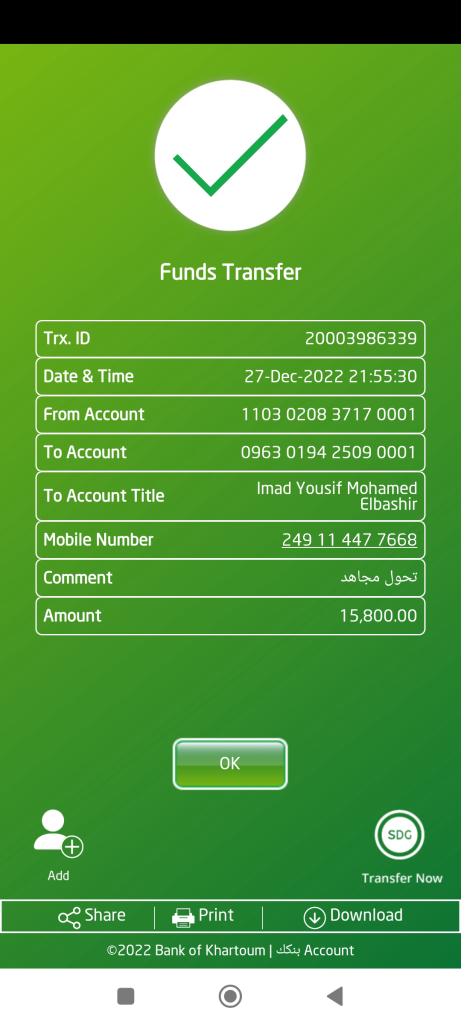 Funds Transfer
Trx. ID 20003986339
Date & Time 27-Dec-2022 21:55:30
From Account 1103 0208 3717 0001
To Account 0963 0194 2509 0001
To Account Title Imad Yousif Mohamed
Elbashir
Mobile Number 249 11 447 7668
Comment تحول مجاهد
Amount 15,800.00
OK
SDG
Add
Transfer Now
Share Print Download
©2022 Bank of Khartoum | بنكك Account